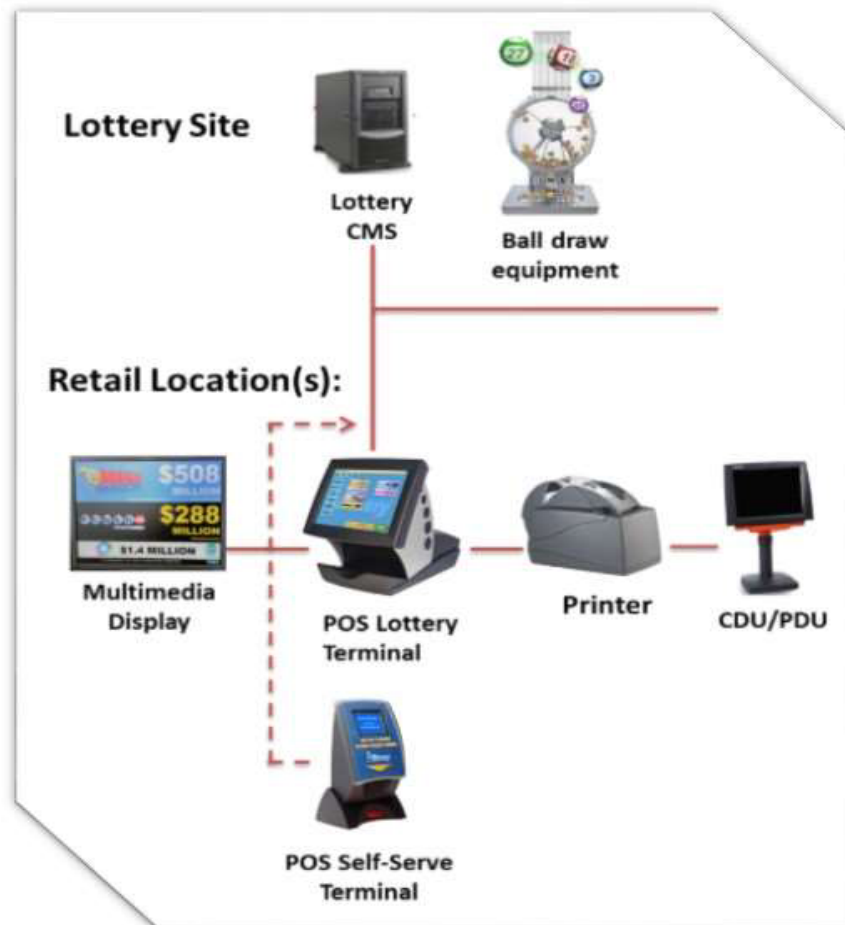 Lottery Site
Lottery
CMS
27
Ball draw
equipment
Retail Location(s):
$508
MILLION
$288
MILLION
$1.4 MILLION
Multimedia
Display
POS Lottery
Terminal
Printer
CDU/PDU
POS Self-Serve
Terminal